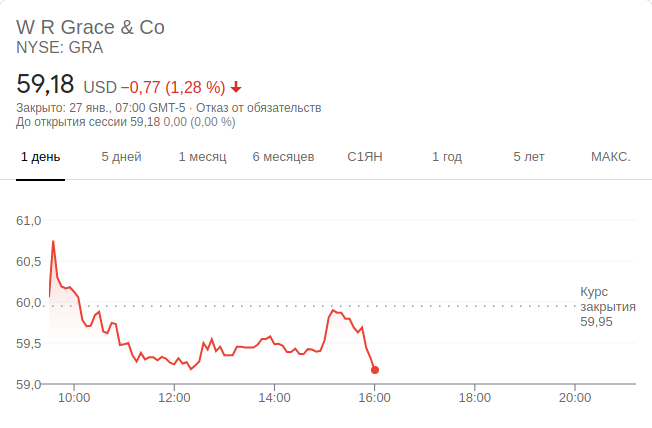 W R Grace & Co
NYSE: GRA
59,18 USD −0,77 (1,28 %)
Закрыто: 27 янв., 07:00 GMT-5 · Отказ от обязательств
До открытия сессии 59,18 0,00 (0,00 %)
1 день 5 дней 1 месяц 6 месяцев С1ЯН 1 год 5 лет МАКС.
61,0
60,5
60,0
59,5
59,0
Курс
закрытия
59,95
10:00 12:00 14:00 16:00 18:00 20:00